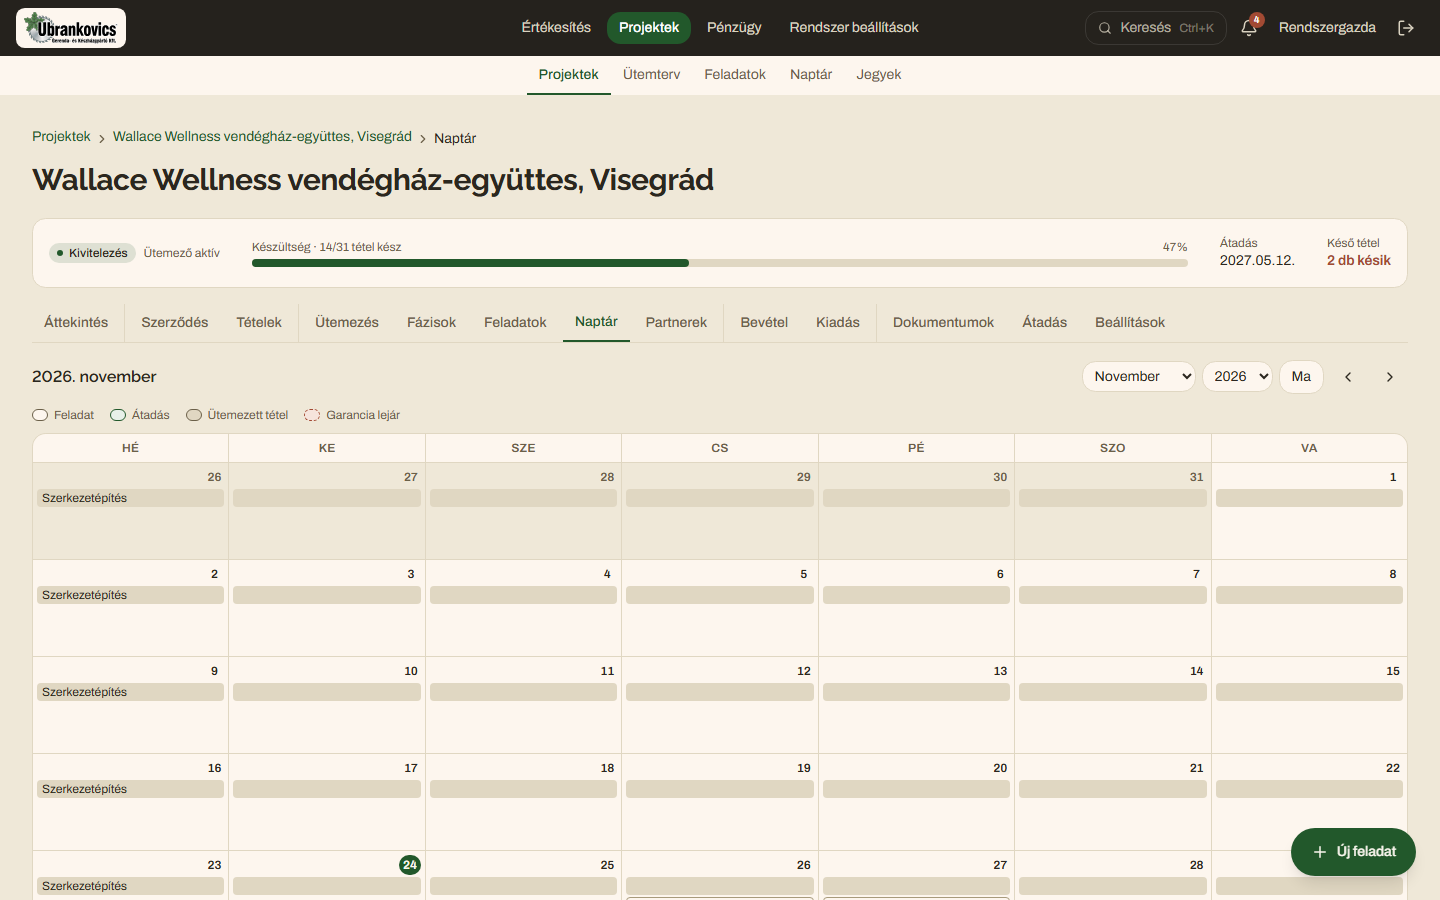 Ubrankovics
Gerenda- és Készházgyártó Kft.
Értékesítés
Projektek
Pénzügy
Rendszer beállítások
Keresés Ctrl+K
4
Rendszergazda
Projektek
Ütemterv
Feladatok
Naptár
Jegyek
Projektek > Wallace Wellness vendégház-együttes, Visegrád > Naptár
Wallace Wellness vendégház-együttes, Visegrád
Kivitelezés
Ütemező aktív
Készültség · 14/31 tétel kész
47%
Átadás
2027.05.12.
Késő tétel
2 db késik
Áttekintés
Szerződés
Tételek
Ütemezés
Fázisok
Feladatok
Naptár
Partnerek
Bevétel
Kiadás
Dokumentumok
Átadás
Beállítások
2026. november
November
2026
Ma
Feladat
Átadás
Ütemezett tétel
Garancia lejár
HÉ KE SZE CS PÉ SZO VA
26 27 28 29 30 31 1
Szerkezetépítés
2 3 4 5 6 7 8
Szerkezetépítés
9 10 11 12 13 14 15
Szerkezetépítés
16 17 18 19 20 21 22
Szerkezetépítés
23 24 25 26 27 28
Szerkezetépítés
+ Új feladat